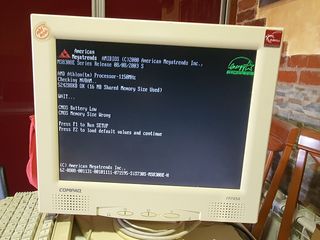 American
Megatrends
AMIBIOS (C)2000 American Megatrends Inc.,
M830BUE Series Release 08/08/2003 S
AMD Athlon(tm) Processor-1150MHz
Checking NVRAM..
524288KB OK (16 MB Shared Memory Size Used)
WAIT...
CMOS Battery Low
CMOS Memory Size Wrong
Press F1 to Run SETUP
Press F2 to load default values and continue
(C) American Megatrends Inc.,
COMPAQ